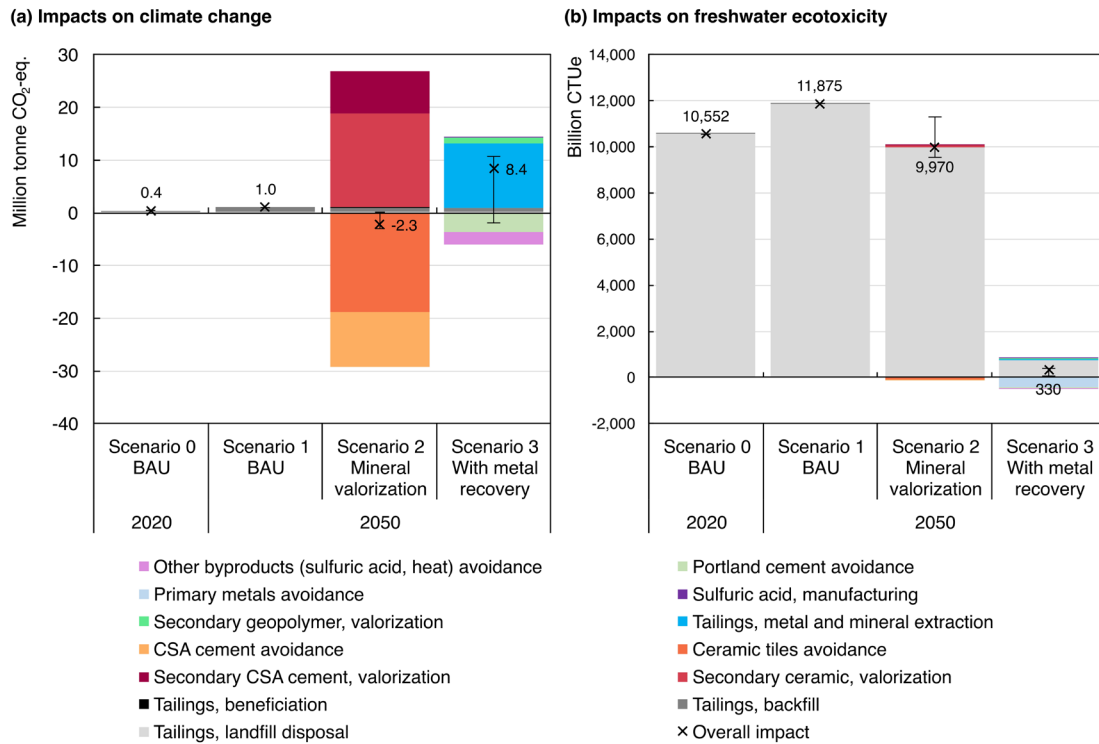 (a) Impacts on climate change
Million tonne CO₂-eq.
30
20
10
0
-10
-20
-30
-40
0.4
1.0
-2.3
8.4
Scenario 0
BAU
Scenario 1
BAU
Scenario 2
Mineral
valorization
Scenario 3
With metal
recovery
2020
2050
(b) Impacts on freshwater ecotoxicity
Billion CTUe
14,000
12,000
10,000
8,000
6,000
4,000
2,000
0
-2,000
10,552
11,875
9,970
330
Scenario 0
BAU
Scenario 1
BAU
Scenario 2
Mineral
valorization
Scenario 3
With metal
recovery
2020
2050
Other byproducts (sulfuric acid, heat) avoidance
Primary metals avoidance
Secondary geopolymer, valorization
CSA cement avoidance
Secondary CSA cement, valorization
Tailings, beneficiation
Tailings, landfill disposal
Portland cement avoidance
Sulfuric acid, manufacturing
Tailings, metal and mineral extraction
Ceramic tiles avoidance
Secondary ceramic, valorization
Tailings, backfill
Overall impact